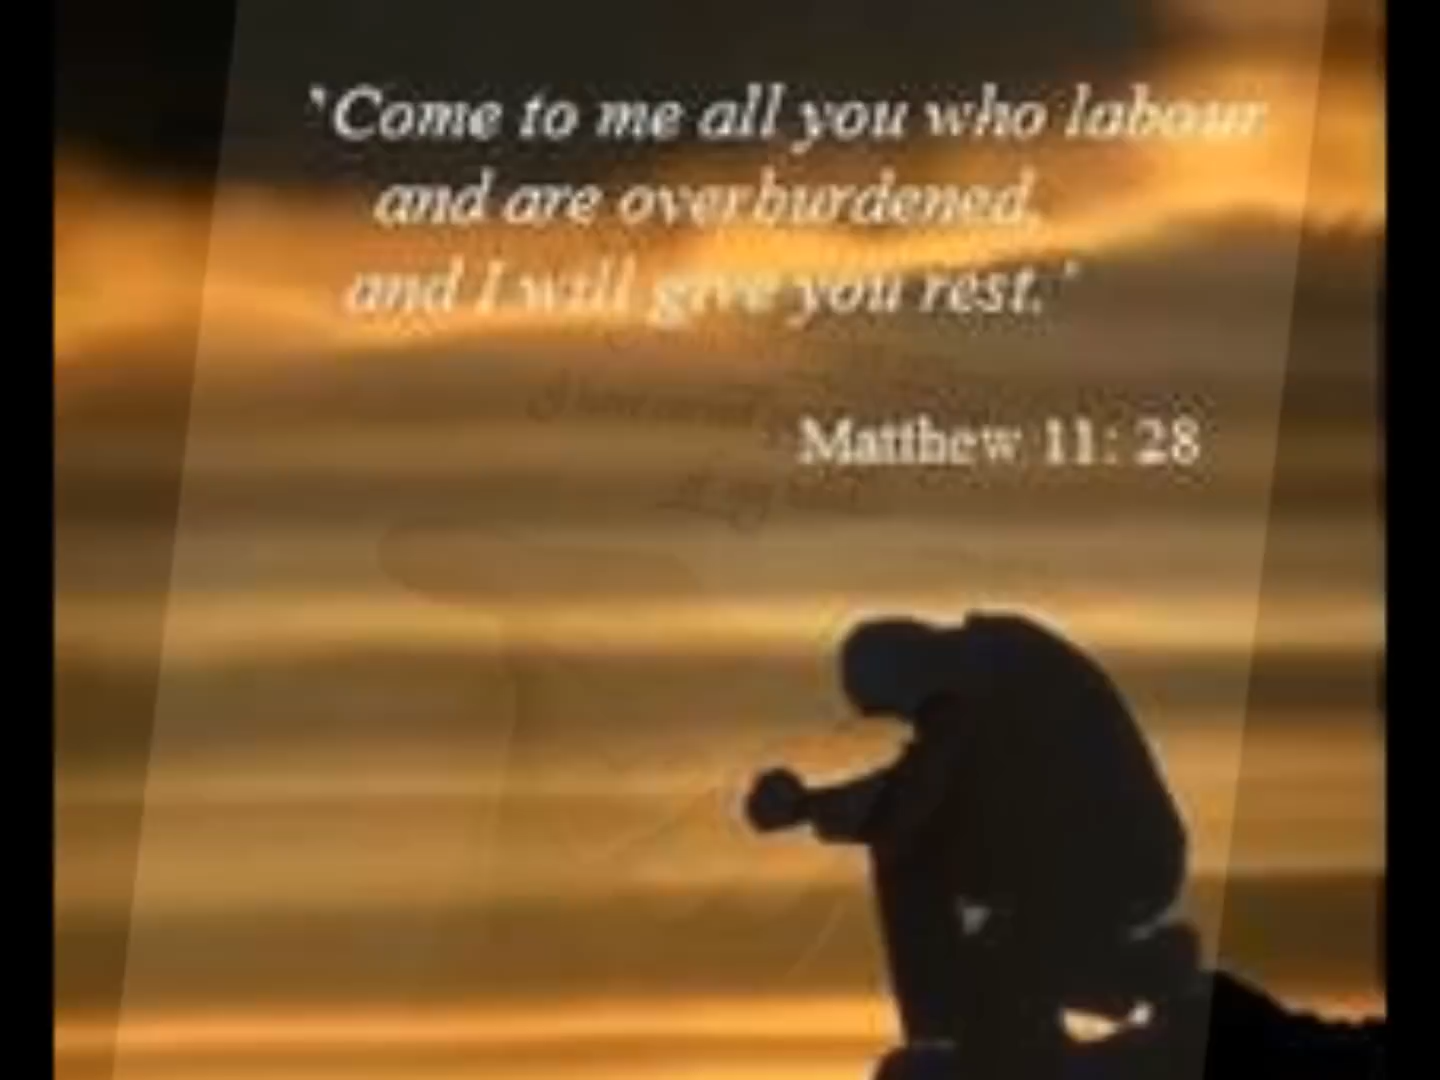 ‘Come to me all you who labour
and are overburdened,
and I will give you rest.’
Matthew 11: 28